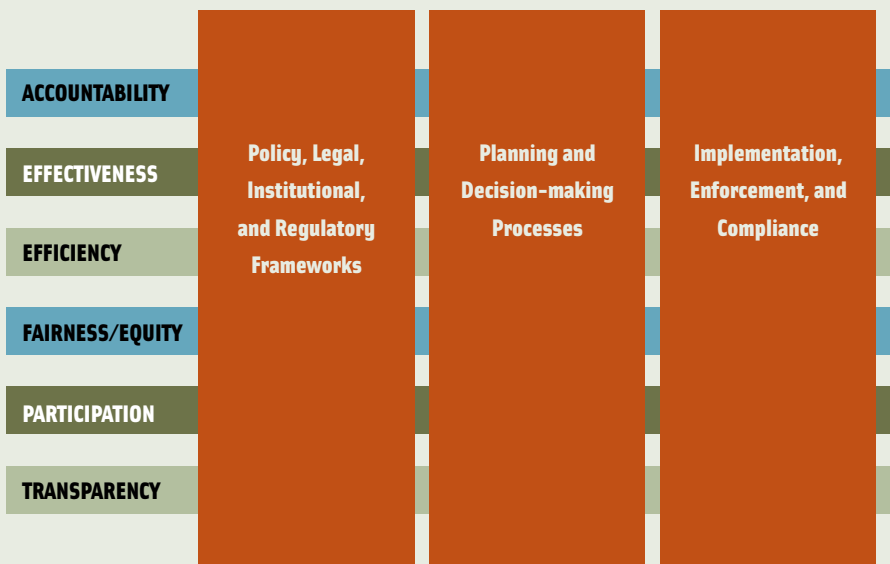 ACCOUNTABILITY
EFFECTIVENESS
EFFICIENCY
FAIRNESS/EQUITY
PARTICIPATION
TRANSPARENCY
Policy, Legal,
Institutional,
and Regulatory
Frameworks
Planning and
Decision-making
Processes
Implementation,
Enforcement, and
Compliance